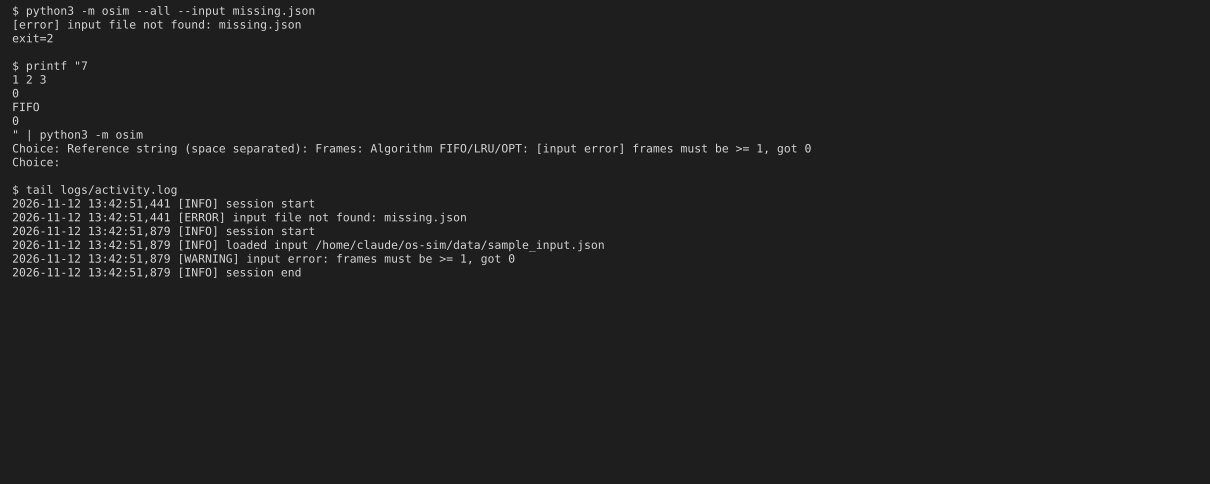 $ python3 -m osim --all --input missing.json
[error] input file not found: missing.json
exit=2
$ printf "7
1 2 3
0
FIFO
0
" | python3 -m osim
Choice: Reference string (space separated): Frames: Algorithm FIFO/LRU/OPT: [input error] frames must be >= 1, got 0
Choice:
$ tail logs/activity.log
2026-11-12 13:42:51,441 [INFO] session start
2026-11-12 13:42:51,441 [ERROR] input file not found: missing.json
2026-11-12 13:42:51,879 [INFO] session start
2026-11-12 13:42:51,879 [INFO] loaded input /home/claude/os-sim/data/sample_input.json
2026-11-12 13:42:51,879 [WARNING] input error: frames must be >= 1, got 0
2026-11-12 13:42:51,879 [INFO] session end